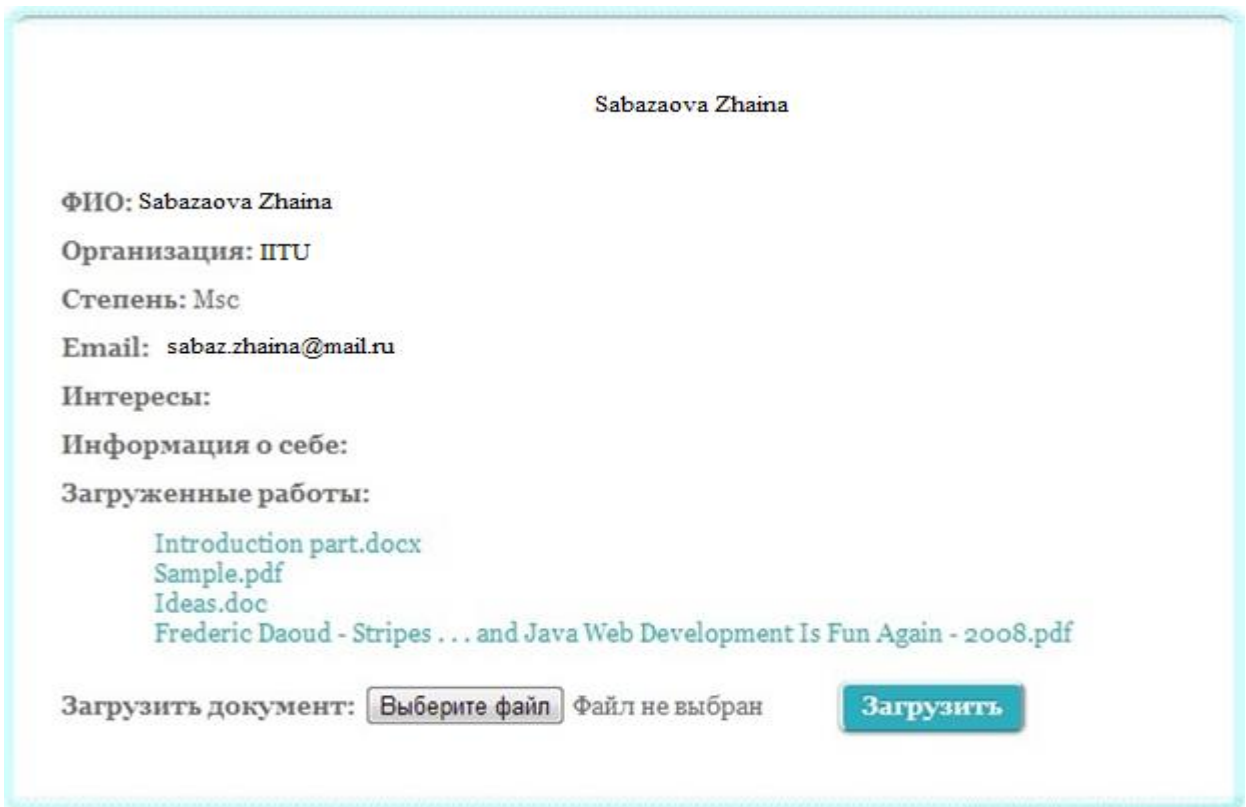 Sabazaova Zhaina
ФИО: Sabazaova Zhaina
Организация: IITU
Степень: Msc
Email: sabaz.zhaina@mail.ru
Интересы:
Информация о себе:
Загруженные работы:
Introduction part.docx
Sample.pdf
Ideas.doc
Frederic Daoud - Stripes . . . and Java Web Development Is Fun Again - 2008.pdf
Загрузить документ: Выберите файл Файл не выбран Загрузить